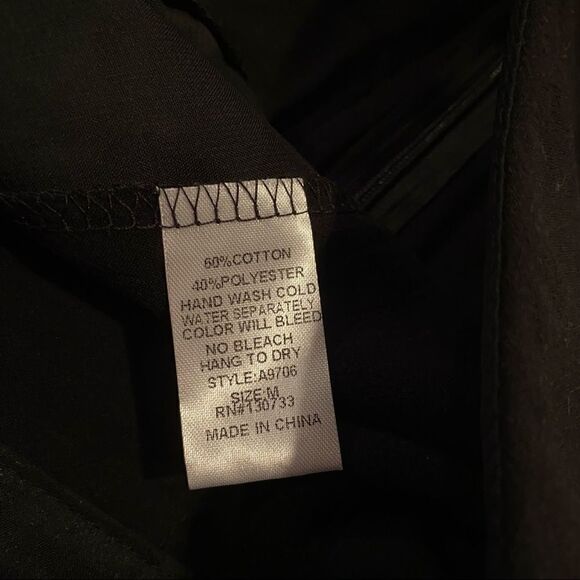 60%COTTON
40%POLYESTER
HAND WASH COLD
WATER SEPARATELY
COLOR WILL BLEED
NO BLEACH
HANG TO DRY
STYLE:A9706
SIZE:M
RN#130733
MADE IN CHINA